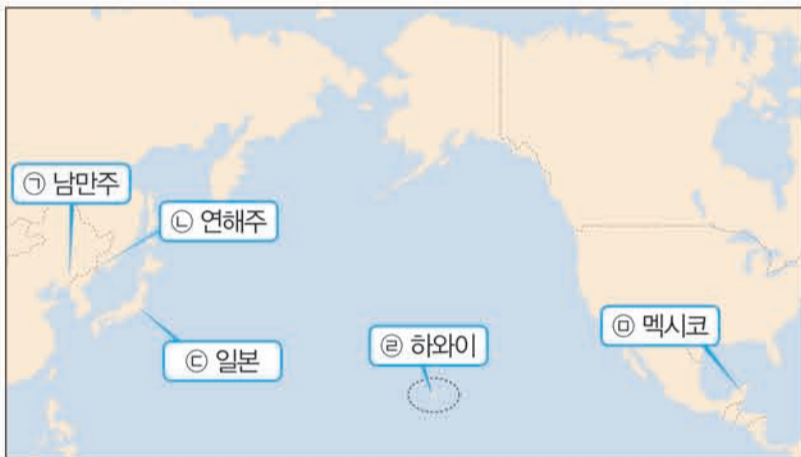 ㉠ 남만주
㉡ 연해주
㉢ 일본
㉣ 하와이
㉤ 멕시코